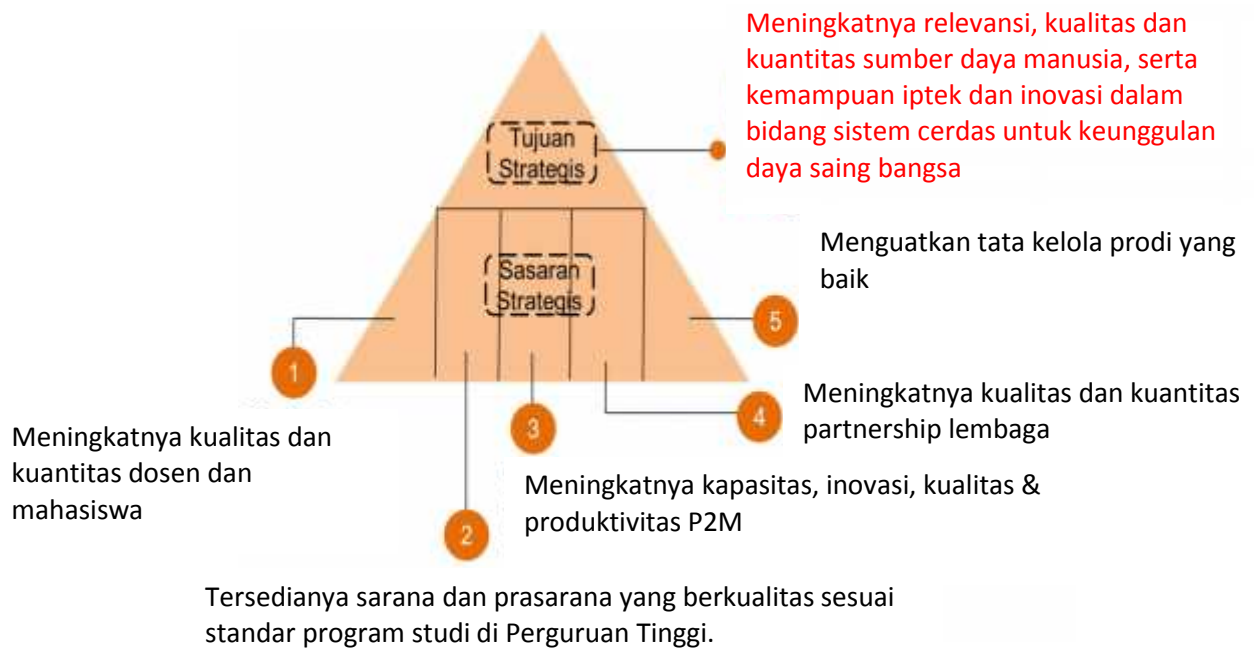 Meningkatnya relevansi, kualitas dan
kuantitas sumber daya manusia, serta
kemampuan iptek dan inovasi dalam
bidang sistem cerdas untuk keunggulan
daya saing bangsa
Tujuan
Strategis
Menguatkan tata kelola prodi yang
baik
Sasaran
Strategis
5
1
Meningkatnya kualitas dan kuantitas
partnership lembaga
4
3
Meningkatnya kualitas dan
kuantitas dosen dan
mahasiswa
Meningkatnya kapasitas, inovasi, kualitas &
produktivitas P2M
2
Tersedianya sarana dan prasarana yang berkualitas sesuai
standar program studi di Perguruan Tinggi.